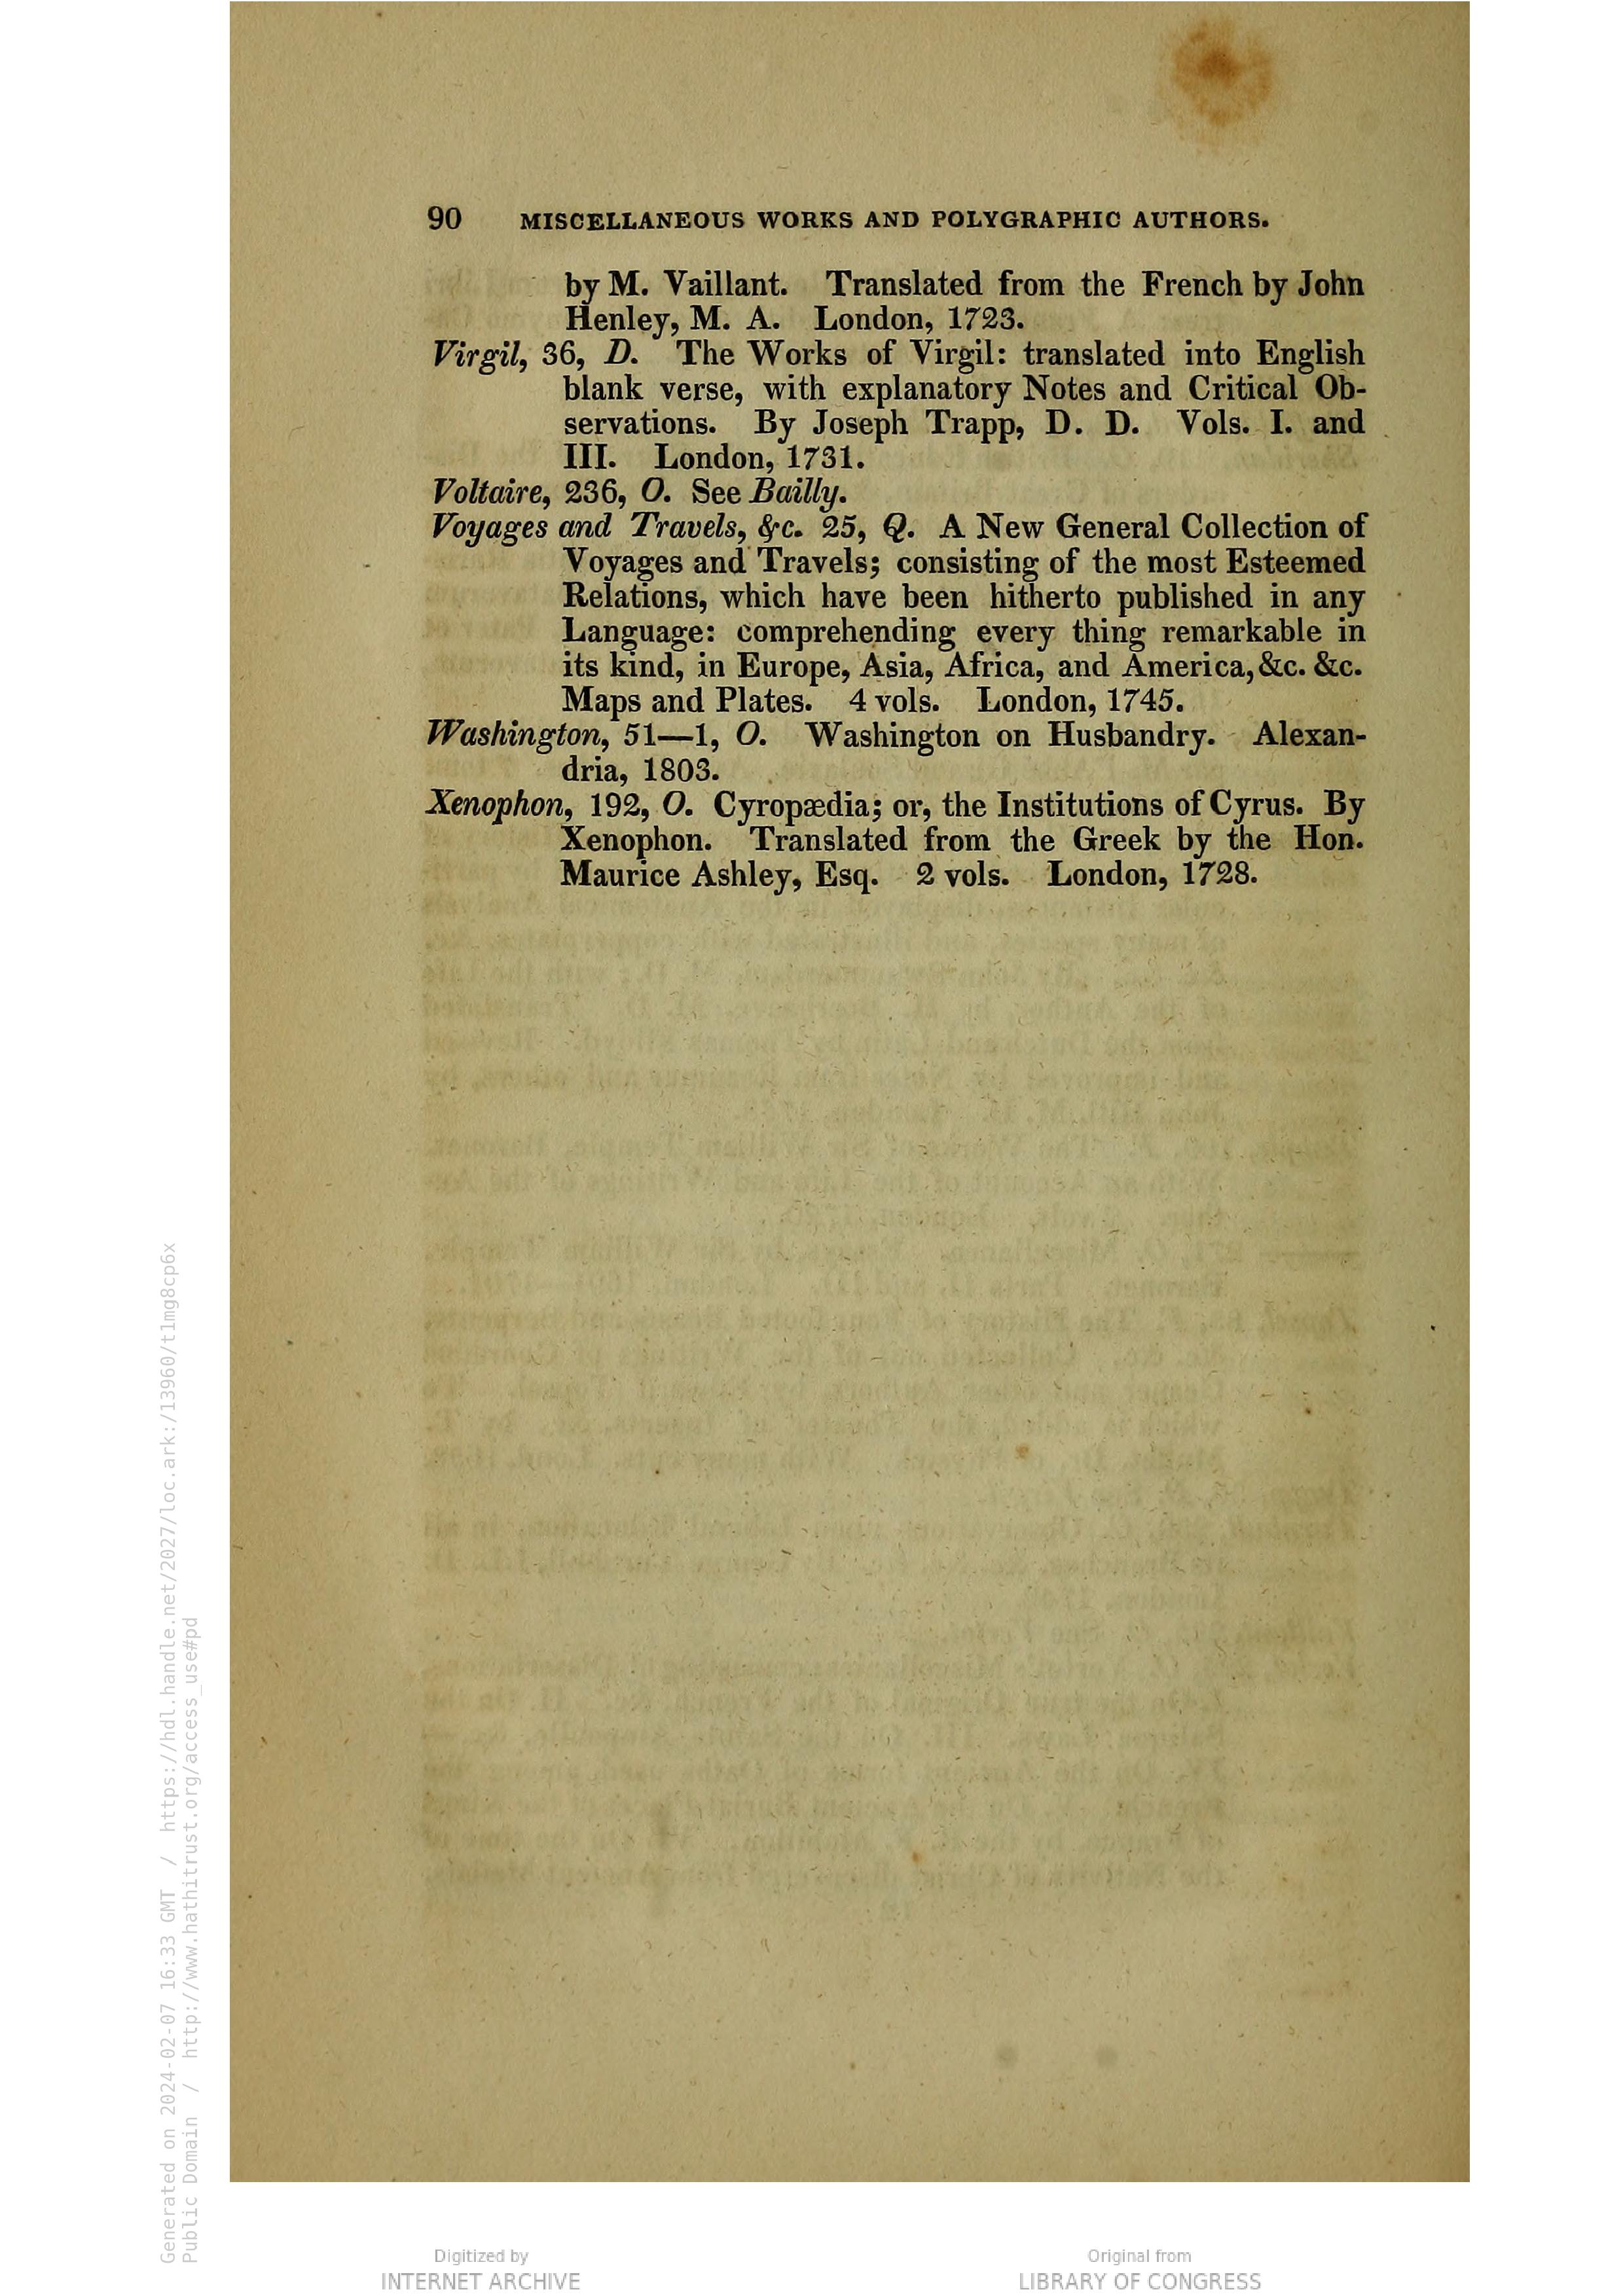 90 MISCELLANEOUS WORKS AND POLYGRAPHIC AUTHORS.
by M. Vaillant. Translated from the French by John
Henley, M. A. London, 1723.
Virgil, 36, D. The Works of Virgil: translated into English
blank verse, with explanatory Notes and Critical Ob-
servations. By Joseph Trapp, D. D. Vols. I. and
III. London, 1731.
Voltaire, 236, O. See Bailly.
Voyages and Travels, &c. 25, Q. A New General Collection of
Voyages and Travels; consisting of the most Esteemed
Relations, which have been hitherto published in any
Language: comprehending every thing remarkable in
its kind, in Europe, Asia, Africa, and America, &c. &c.
Maps and Plates. 4 vols. London, 1745.
Washington, 51—1, O. Washington on Husbandry. Alexan-
dria, 1803.
Xenophon, 192, O. Cyropædia; or, the Institutions of Cyrus. By
Xenophon. Translated from the Greek by the Hon.
Maurice Ashley, Esq. 2 vols. London, 1728.
Generated on 2024-02-07 16:33 GMT / https://hdl.handle.net/2027/loc.ark:/13960/t1mg8cp6x
Public Domain / http://www.hathitrust.org/access_use#pd
Digitized by
INTERNET ARCHIVE
Original from
LIBRARY OF CONGRESS